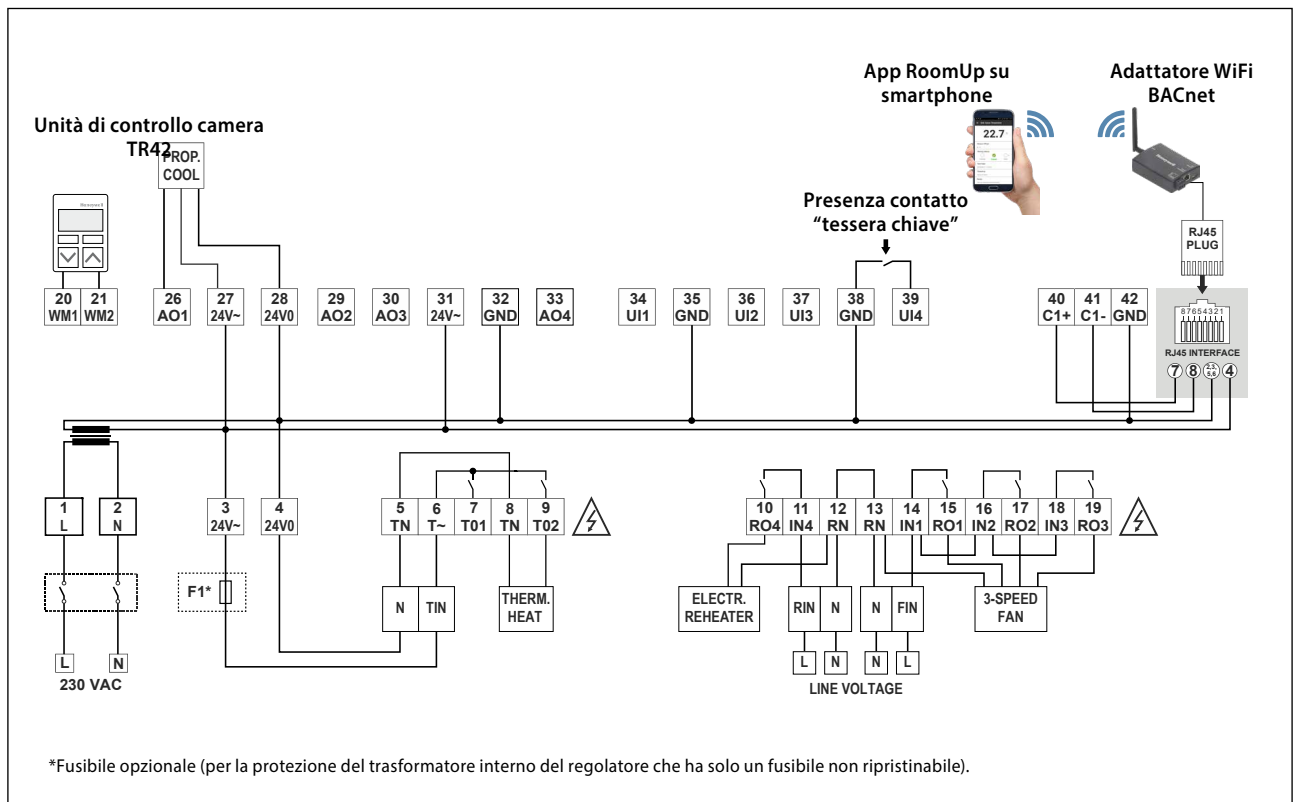 App RoomUp su
smartphone
Adattatore WiFi
BACnet
Unità di controllo camera
TR42
PROP.
COOL
22.7
Presenza contatto
“tessera chiave”
RJ45
PLUG
Honeywell
20 21 26 27 28 29 30 31 32 33 34 35 36 37 38 39 40 41 42
WM1 WM2 AO1 24V~ 24V0 AO2 AO3 24V~ GND AO4 UI1 GND UI2 UI3 GND UI4 C1+ C1- GND
87654321
RJ45 INTERFACE
7 8 2,3, 5,6 4
1 2 3 4 5 6 7 8 9 10 11 12 13 14 15 16 17 18 19
L N 24V~ 24V0 TN T~ T01 TN T02 RO4 IN4 RN RN IN1 RO1 IN2 RO2 IN3 RO3
F1*
N TIN
THERM.
HEAT
ELECTR.
REHEATER
RIN N N FIN
3-SPEED
FAN
L N
230 VAC
L N N L
LINE VOLTAGE
*Fusibile opzionale (per la protezione del trasformatore interno del regolatore che ha solo un fusibile non ripristinabile).